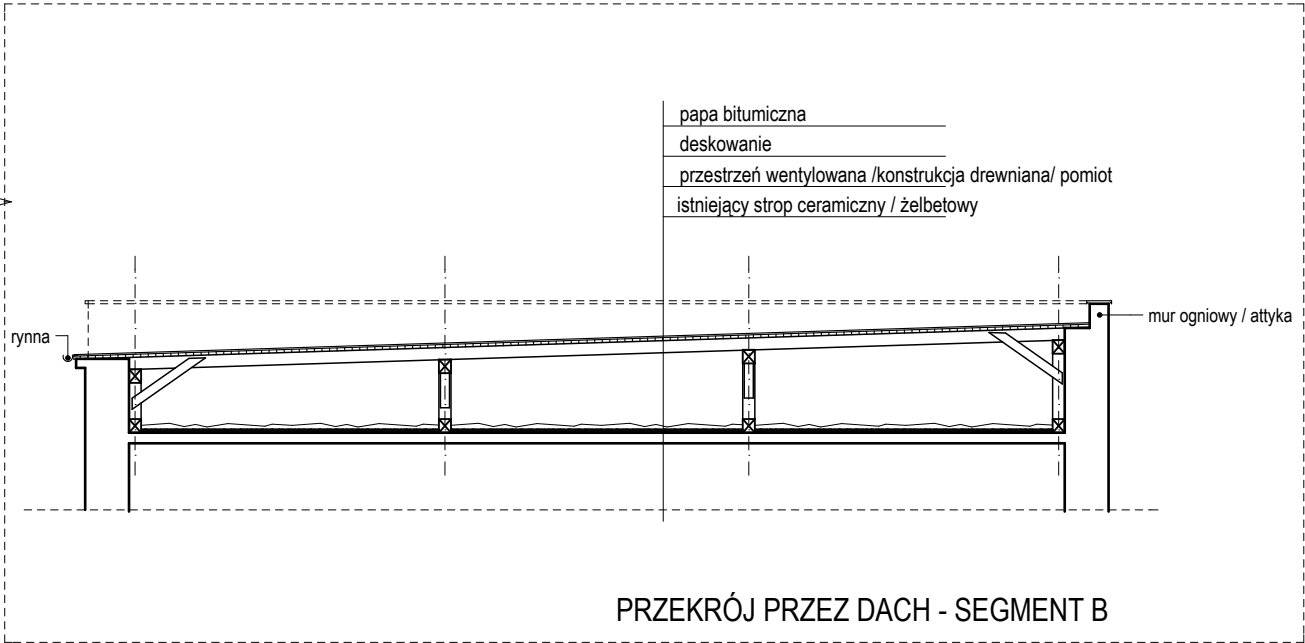 papa bitumiczna
deskowanie
przestrzeń wentylowana /konstrukcja drewniana/ pomiot
istniejący strop ceramiczny / żelbetowy
rynna
mur ogniowy / attyka
PRZEKRÓJ PRZEZ DACH - SEGMENT B